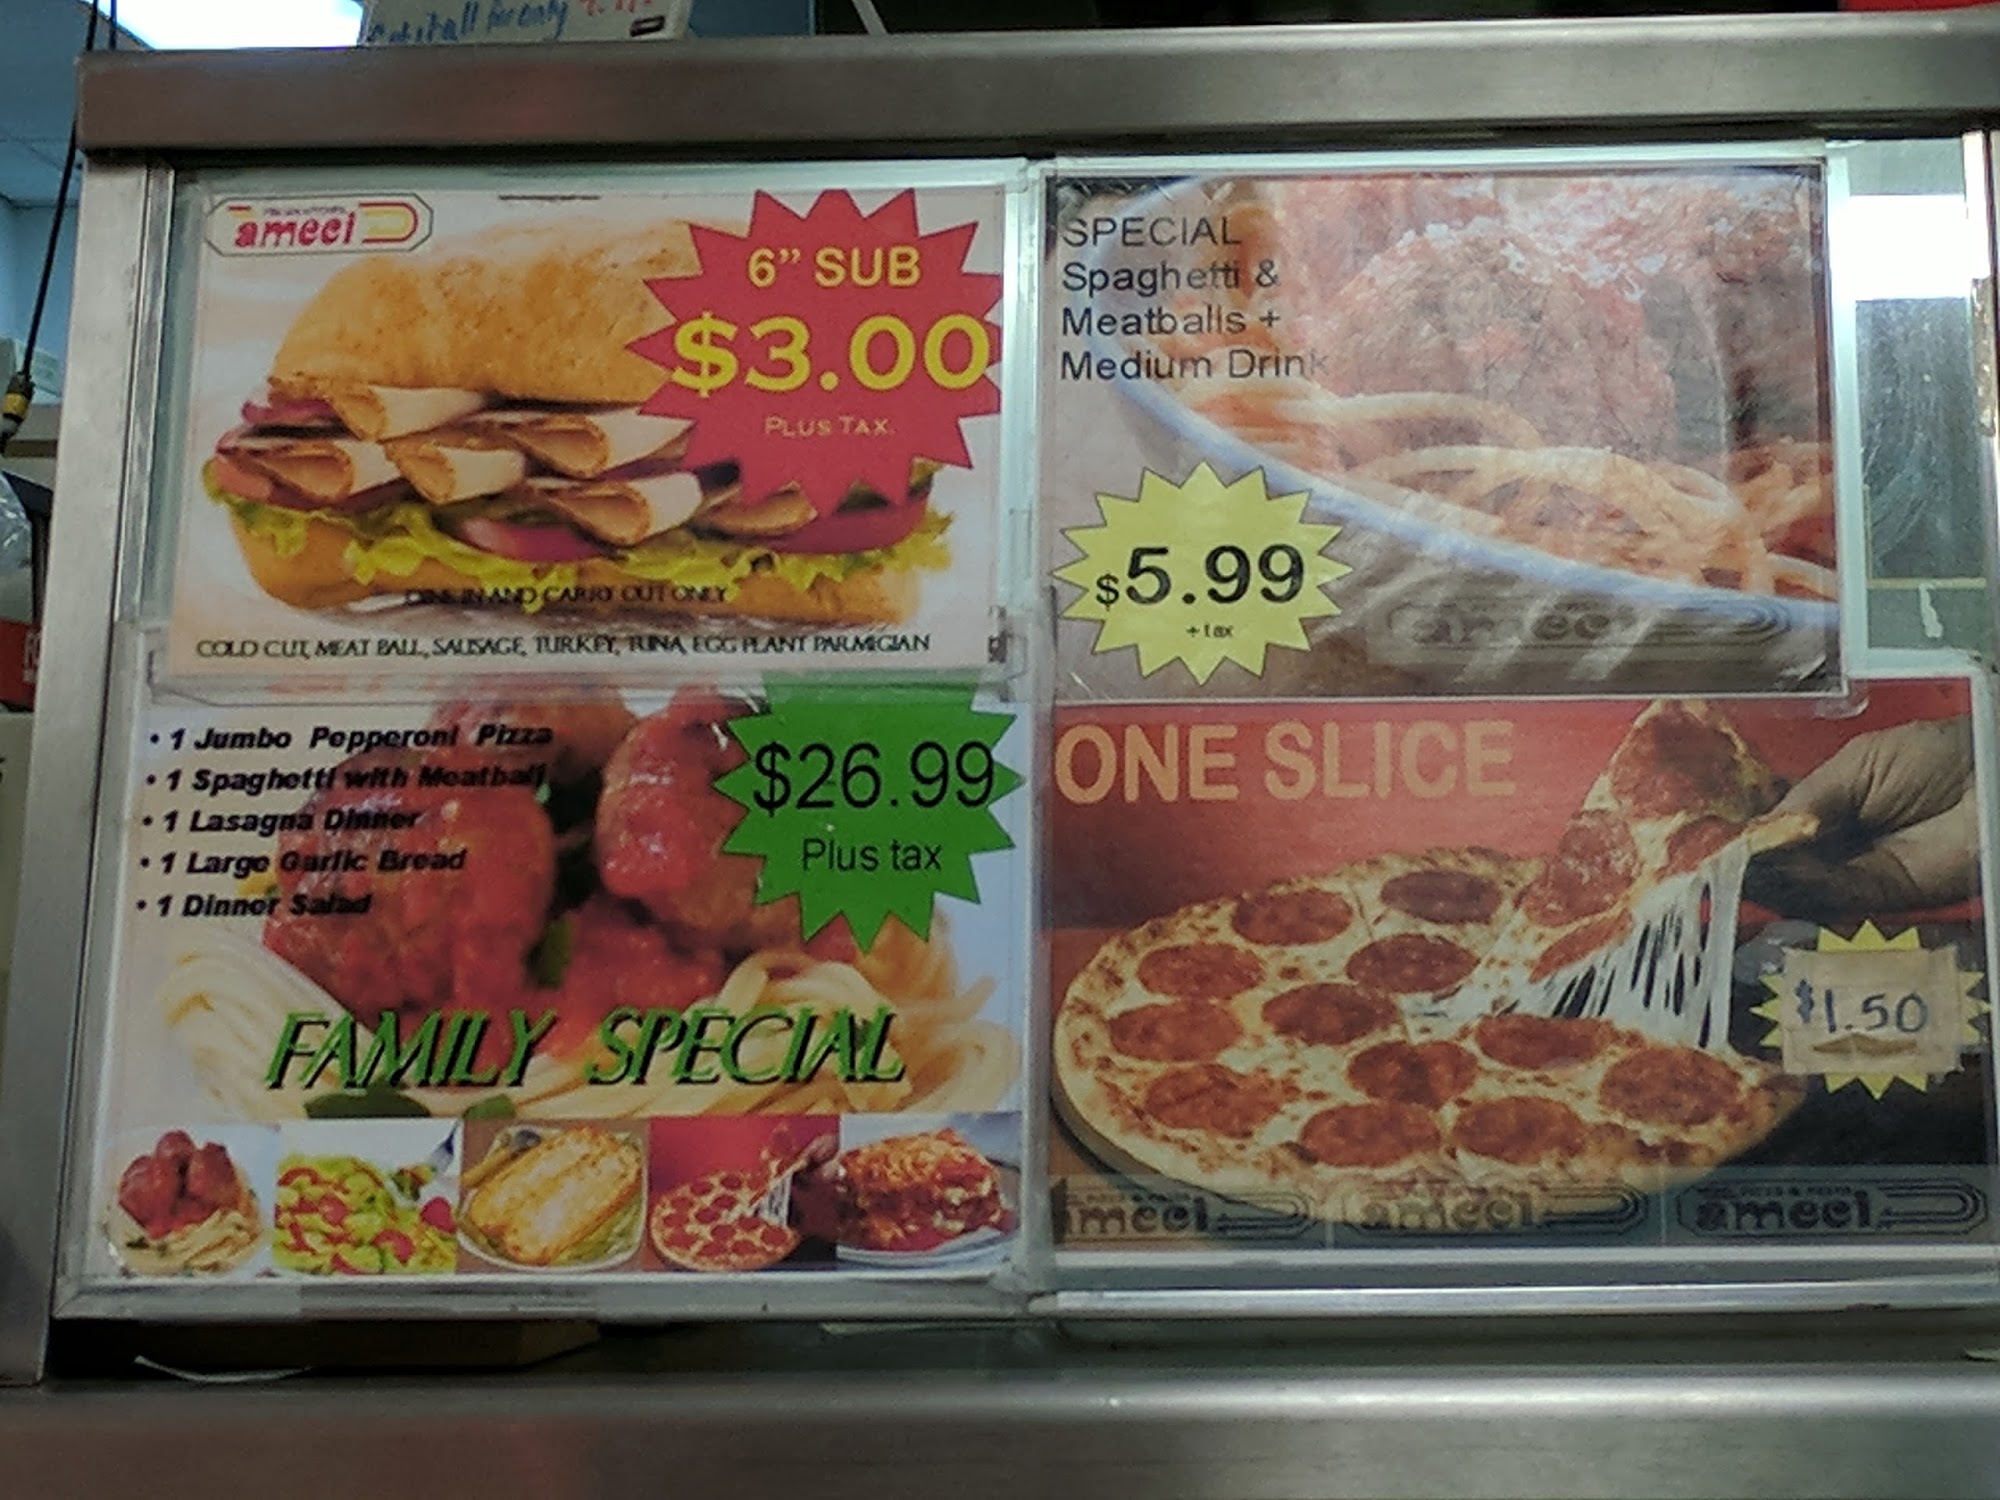 for only
ameci
6” SUB
$3.00
PLUS TAX.
DINE IN AND CARRY OUT ONLY
COLD CUT, MEAT BALL, SAUSAGE, TURKEY, TUNA, EGG PLANT PARMIGIAN
SPECIAL
Spaghetti &
Meatballs +
Medium Drink
$5.99
+ tax
ameci
• 1 Jumbo Pepperoni Pizza
• 1 Spaghetti with Meatball
• 1 Lasagna Dinner
• 1 Large Garlic Bread
• 1 Dinner Salad
$26.99
Plus tax
FAMILY SPECIAL
ONE SLICE
$1.50
ameci ameci ameci